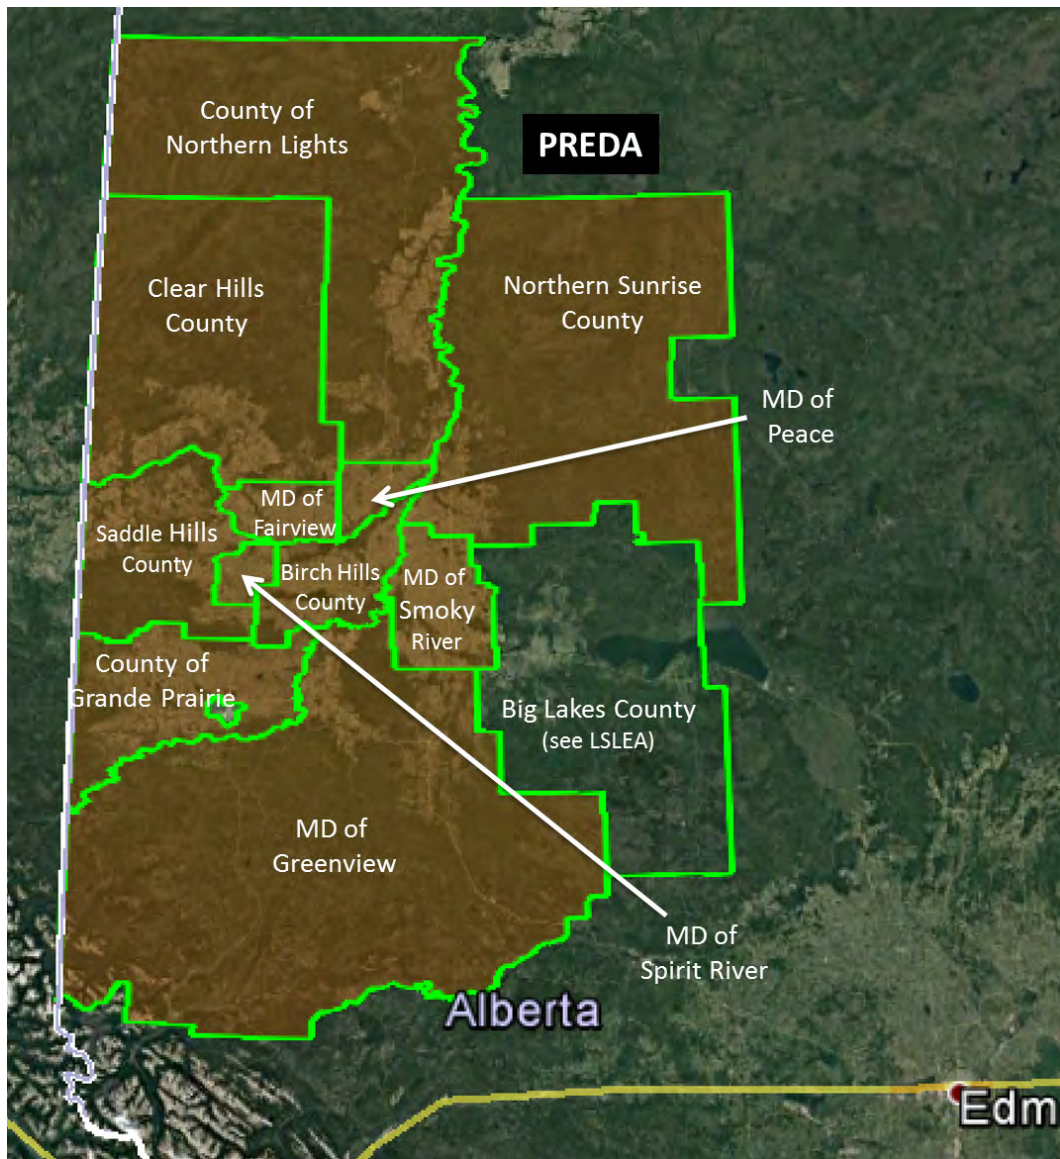 County of
Northern Lights
PREDA
Clear Hills
County
Northern Sunrise
County
MD of
Peace
MD of
Fairview
Saddle Hills
County
Birch Hills
County
MD of
Smoky
River
County of
Grande Prairie
Big Lakes County
(see LSLEA)
MD of
Greenview
MD of
Spirit River
Alberta
Edm